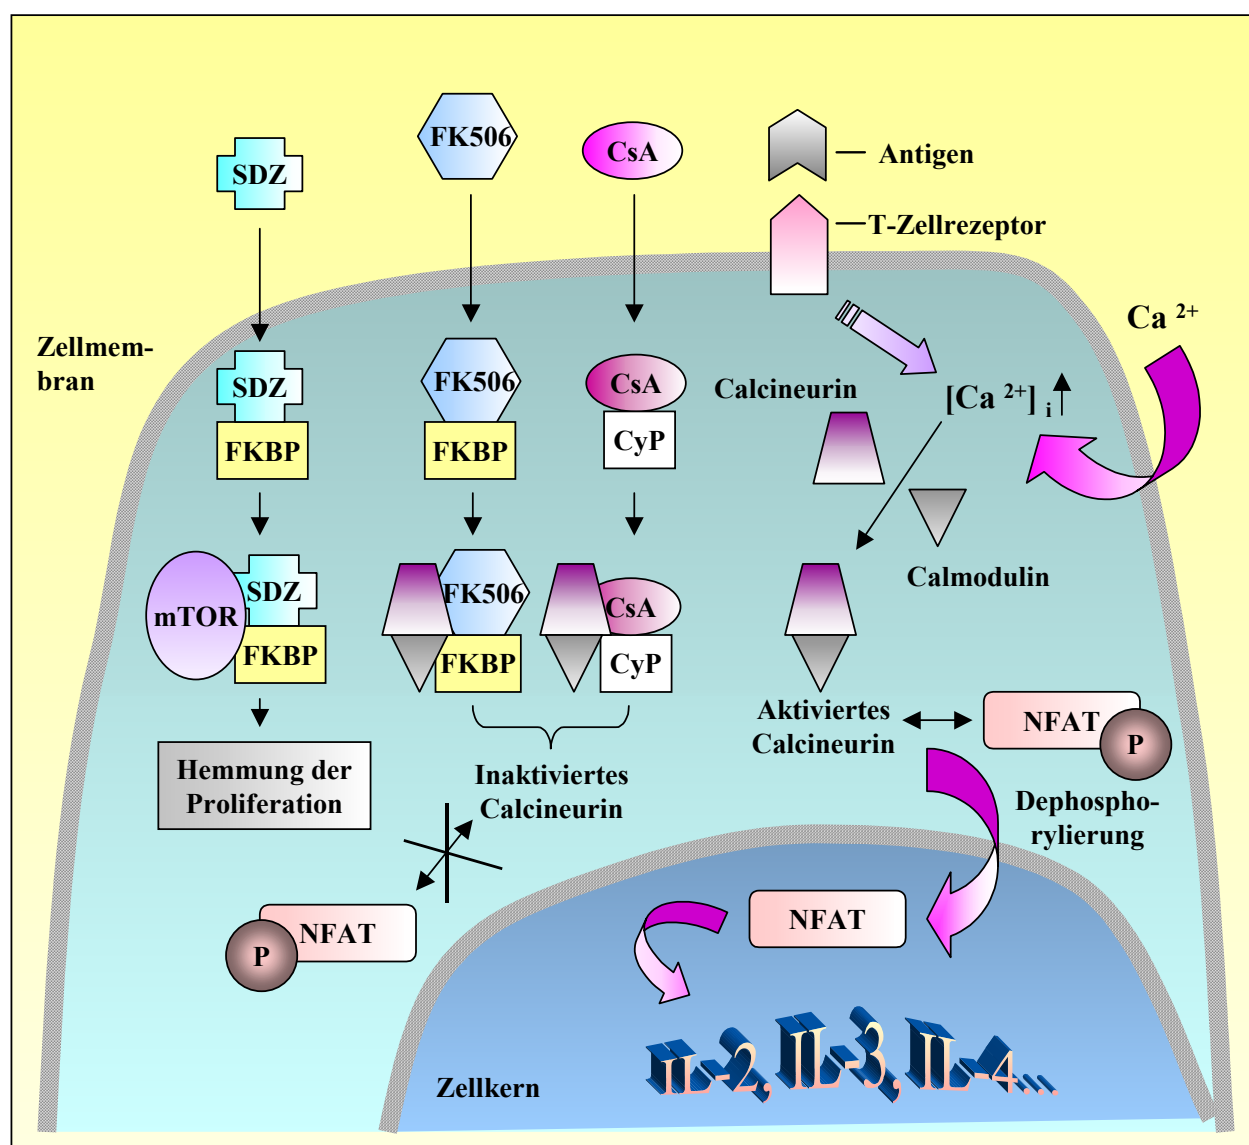 FK506
CsA
SDZ
Antigen
T-Zellrezeptor
Ca 2+
Zellmem-
bran
SDZ
FKBP
FK506
FKBP
CsA
CyP
Calcineurin
[Ca 2+] i
Calmodulin
mTOR
SDZ
FKBP
FK506
FKBP
CsA
CyP
Aktiviertes
Calcineurin
NFAT
P
Hemmung der
Proliferation
Inaktiviertes
Calcineurin
Dephospho-
rylierung
NFAT
P
NFAT
IL-2, IL-3, IL-4...
Zellkern